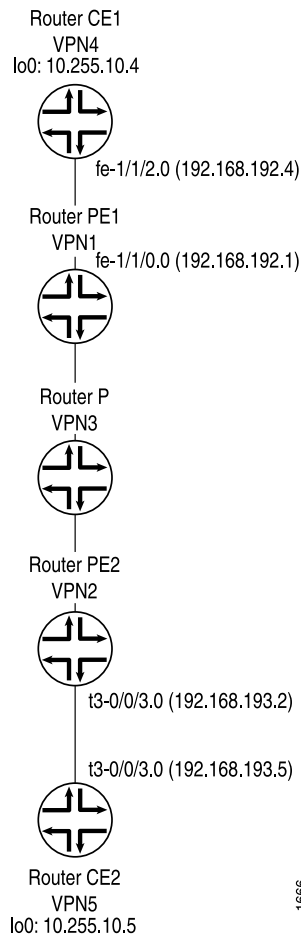 Router CE1
VPN4
lo0: 10.255.10.4
fe-1/1/2.0 (192.168.192.4)
Router PE1
VPN1
fe-1/1/0.0 (192.168.192.1)
Router P
VPN3
Router PE2
VPN2
t3-0/0/3.0 (192.168.193.2)
t3-0/0/3.0 (192.168.193.5)
Router CE2
VPN5
lo0: 10.255.10.5
1666